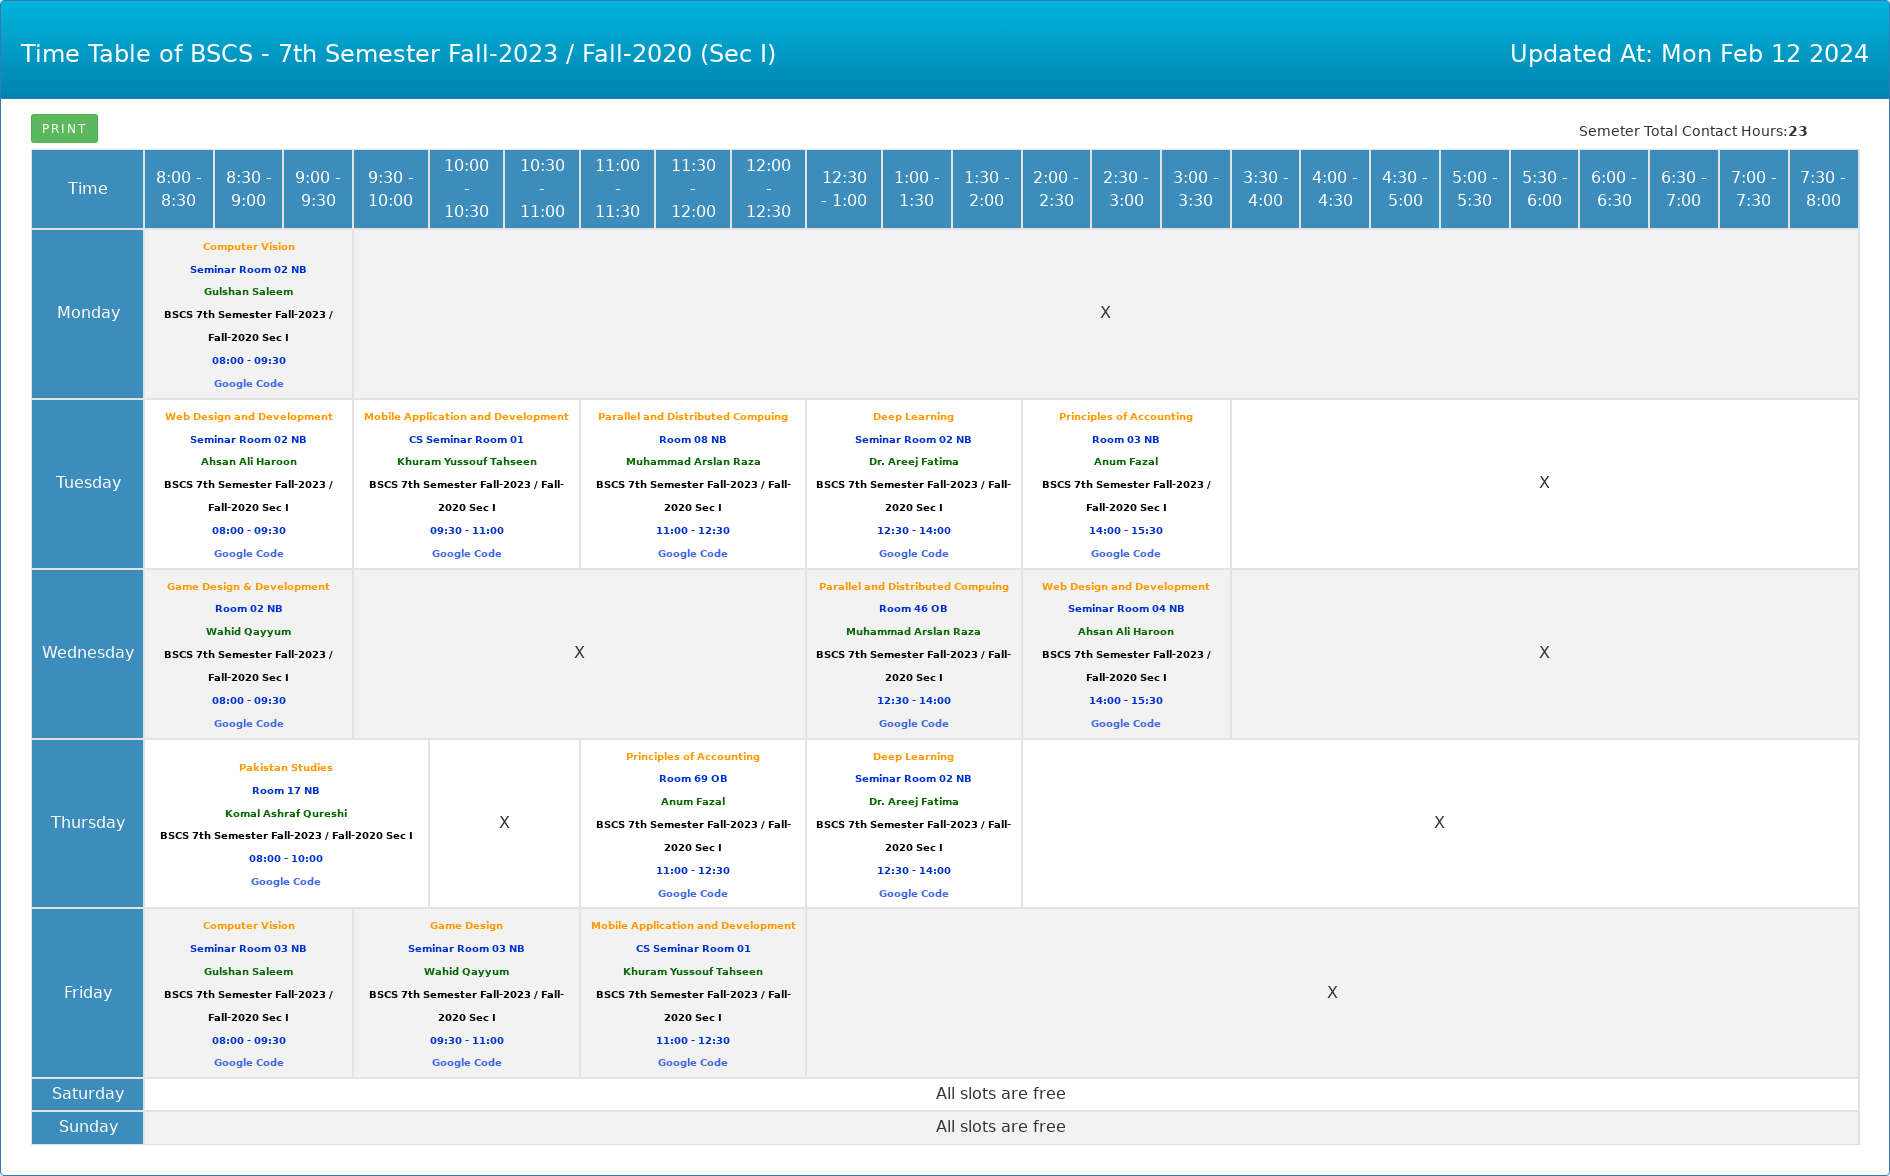 Time Table of BSCS - 7th Semester Fall-2023 / Fall-2020 (Sec I)
Updated At: Mon Feb 12 2024
PRINT
Semeter Total Contact Hours:23
Time
8:00 -
8:30
8:30 -
9:00
9:00 -
9:30
9:30 -
10:00
10:00
-
10:30
10:30
-
11:00
11:00
-
11:30
11:30
-
12:00
12:00
-
12:30
12:30
- 1:00
1:00 -
1:30
1:30 -
2:00
2:00 -
2:30
2:30 -
3:00
3:00 -
3:30
3:30 -
4:00
4:00 -
4:30
4:30 -
5:00
5:00 -
5:30
5:30 -
6:00
6:00 -
6:30
6:30 -
7:00
7:00 -
7:30
7:30 -
8:00
Monday
Computer Vision
Seminar Room 02 NB
Gulshan Saleem
BSCS 7th Semester Fall-2023 /
Fall-2020 Sec I
08:00 - 09:30
Google Code
X
Tuesday
Web Design and Development
Seminar Room 02 NB
Ahsan Ali Haroon
BSCS 7th Semester Fall-2023 /
Fall-2020 Sec I
08:00 - 09:30
Google Code
Mobile Application and Development
CS Seminar Room 01
Khuram Yussouf Tahseen
BSCS 7th Semester Fall-2023 / Fall-
2020 Sec I
09:30 - 11:00
Google Code
Parallel and Distributed Compuing
Room 08 NB
Muhammad Arslan Raza
BSCS 7th Semester Fall-2023 / Fall-
2020 Sec I
11:00 - 12:30
Google Code
Deep Learning
Seminar Room 02 NB
Dr. Areej Fatima
BSCS 7th Semester Fall-2023 / Fall-
2020 Sec I
12:30 - 14:00
Google Code
Principles of Accounting
Room 03 NB
Anum Fazal
BSCS 7th Semester Fall-2023 /
Fall-2020 Sec I
14:00 - 15:30
Google Code
X
Wednesday
Game Design & Development
Room 02 NB
Wahid Qayyum
BSCS 7th Semester Fall-2023 /
Fall-2020 Sec I
08:00 - 09:30
Google Code
X
Parallel and Distributed Compuing
Room 46 OB
Muhammad Arslan Raza
BSCS 7th Semester Fall-2023 / Fall-
2020 Sec I
12:30 - 14:00
Google Code
Web Design and Development
Seminar Room 04 NB
Ahsan Ali Haroon
BSCS 7th Semester Fall-2023 /
Fall-2020 Sec I
14:00 - 15:30
Google Code
X
Thursday
Pakistan Studies
Room 17 NB
Komal Ashraf Qureshi
BSCS 7th Semester Fall-2023 / Fall-2020 Sec I
08:00 - 10:00
Google Code
X
Principles of Accounting
Room 69 OB
Anum Fazal
BSCS 7th Semester Fall-2023 / Fall-
2020 Sec I
11:00 - 12:30
Google Code
Deep Learning
Seminar Room 02 NB
Dr. Areej Fatima
BSCS 7th Semester Fall-2023 / Fall-
2020 Sec I
12:30 - 14:00
Google Code
X
Friday
Computer Vision
Seminar Room 03 NB
Gulshan Saleem
BSCS 7th Semester Fall-2023 /
Fall-2020 Sec I
08:00 - 09:30
Google Code
Game Design
Seminar Room 03 NB
Wahid Qayyum
BSCS 7th Semester Fall-2023 / Fall-
2020 Sec I
09:30 - 11:00
Google Code
Mobile Application and Development
CS Seminar Room 01
Khuram Yussouf Tahseen
BSCS 7th Semester Fall-2023 / Fall-
2020 Sec I
11:00 - 12:30
Google Code
X
Saturday
All slots are free
Sunday
All slots are free